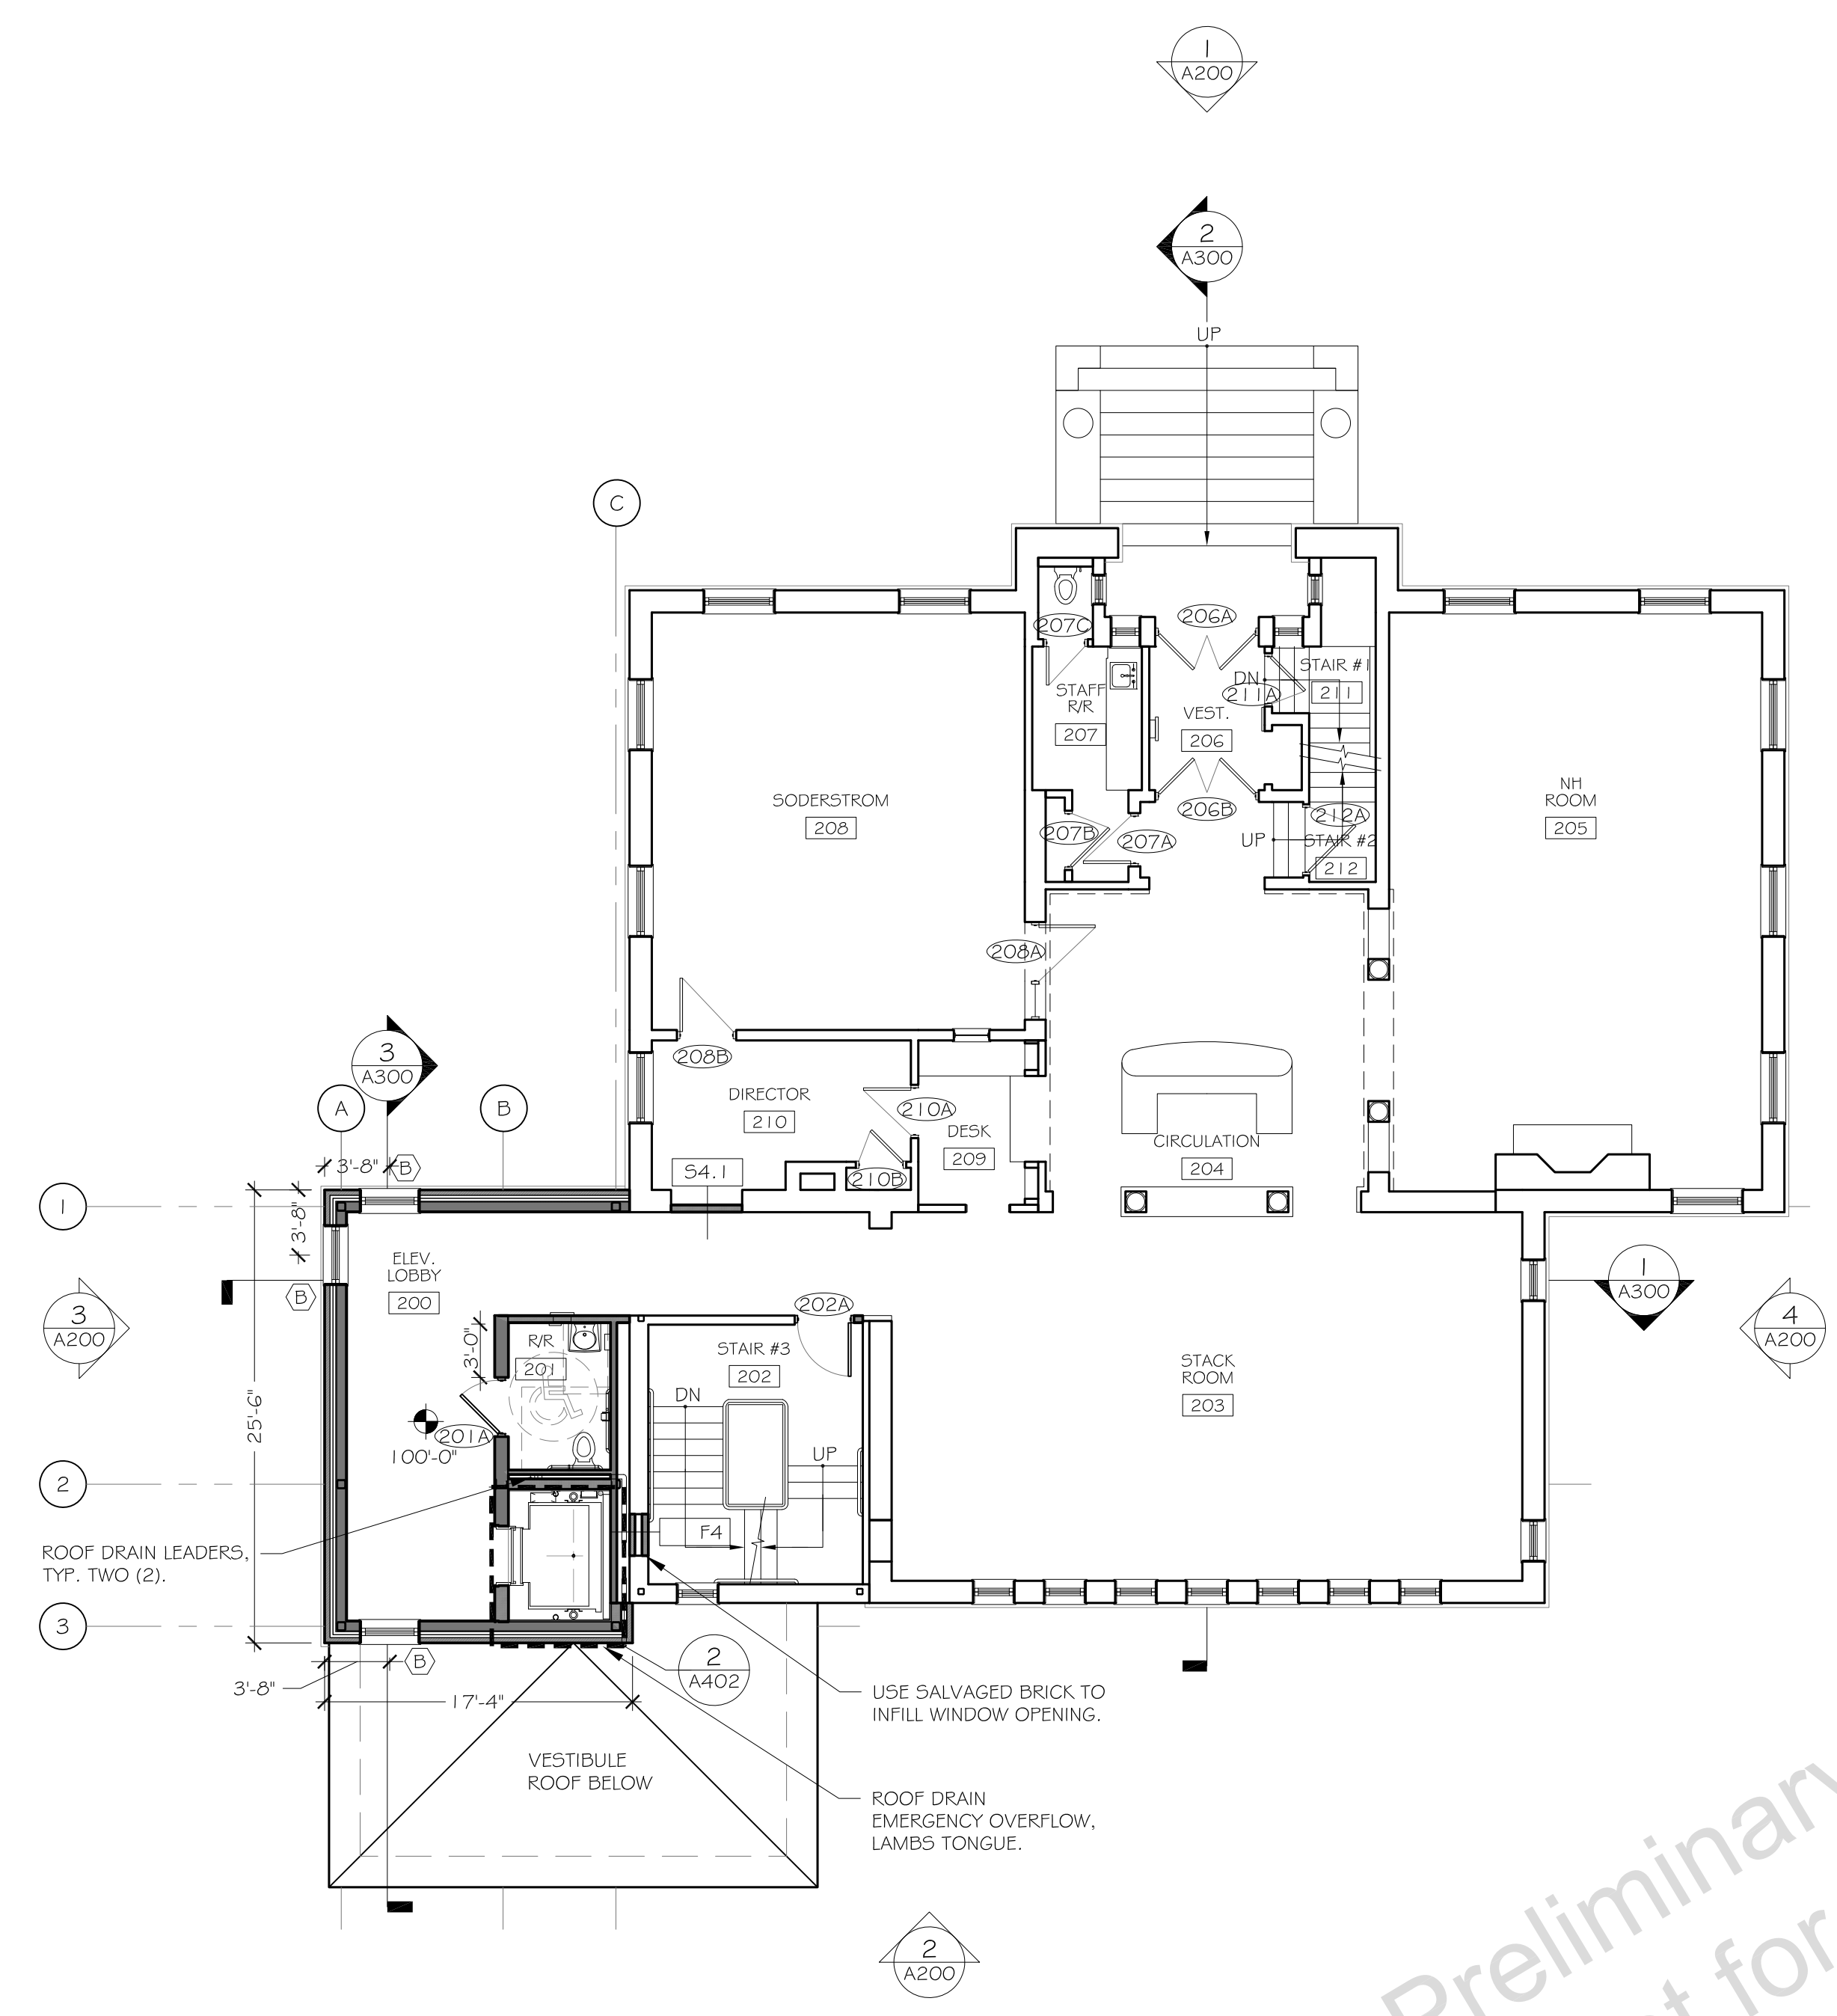 1
A200
2
A300
UP
C
207C
206A
STAFF
R/R
207
DN
211A
STAIR #1
211
VEST.
206
SODERSTROM
208
NH
ROOM
205
206B
207B
207A
212A
UP
STAIR #2
212
208A
3
A300
208B
A
B
DIRECTOR
210
210A
DESK
209
CIRCULATION
204
3'-8"
B
S4.1
210B
1
3'-8"
ELEV.
LOBBY
200
B
3
A200
1
A300
4
A200
202A
3'-0"
R/R
201
STAIR #3
202
STACK
ROOM
203
DN
25'-6"
201A
100'-0"
UP
2
F4
ROOF DRAIN LEADERS,
TYP. TWO (2).
3
B
2
A402
3'-8"
17'-4"
USE SALVAGED BRICK TO
INFILL WINDOW OPENING.
VESTIBULE
ROOF BELOW
ROOF DRAIN
EMERGENCY OVERFLOW,
LAMBS TONGUE.
2
A200
Preliminary
for